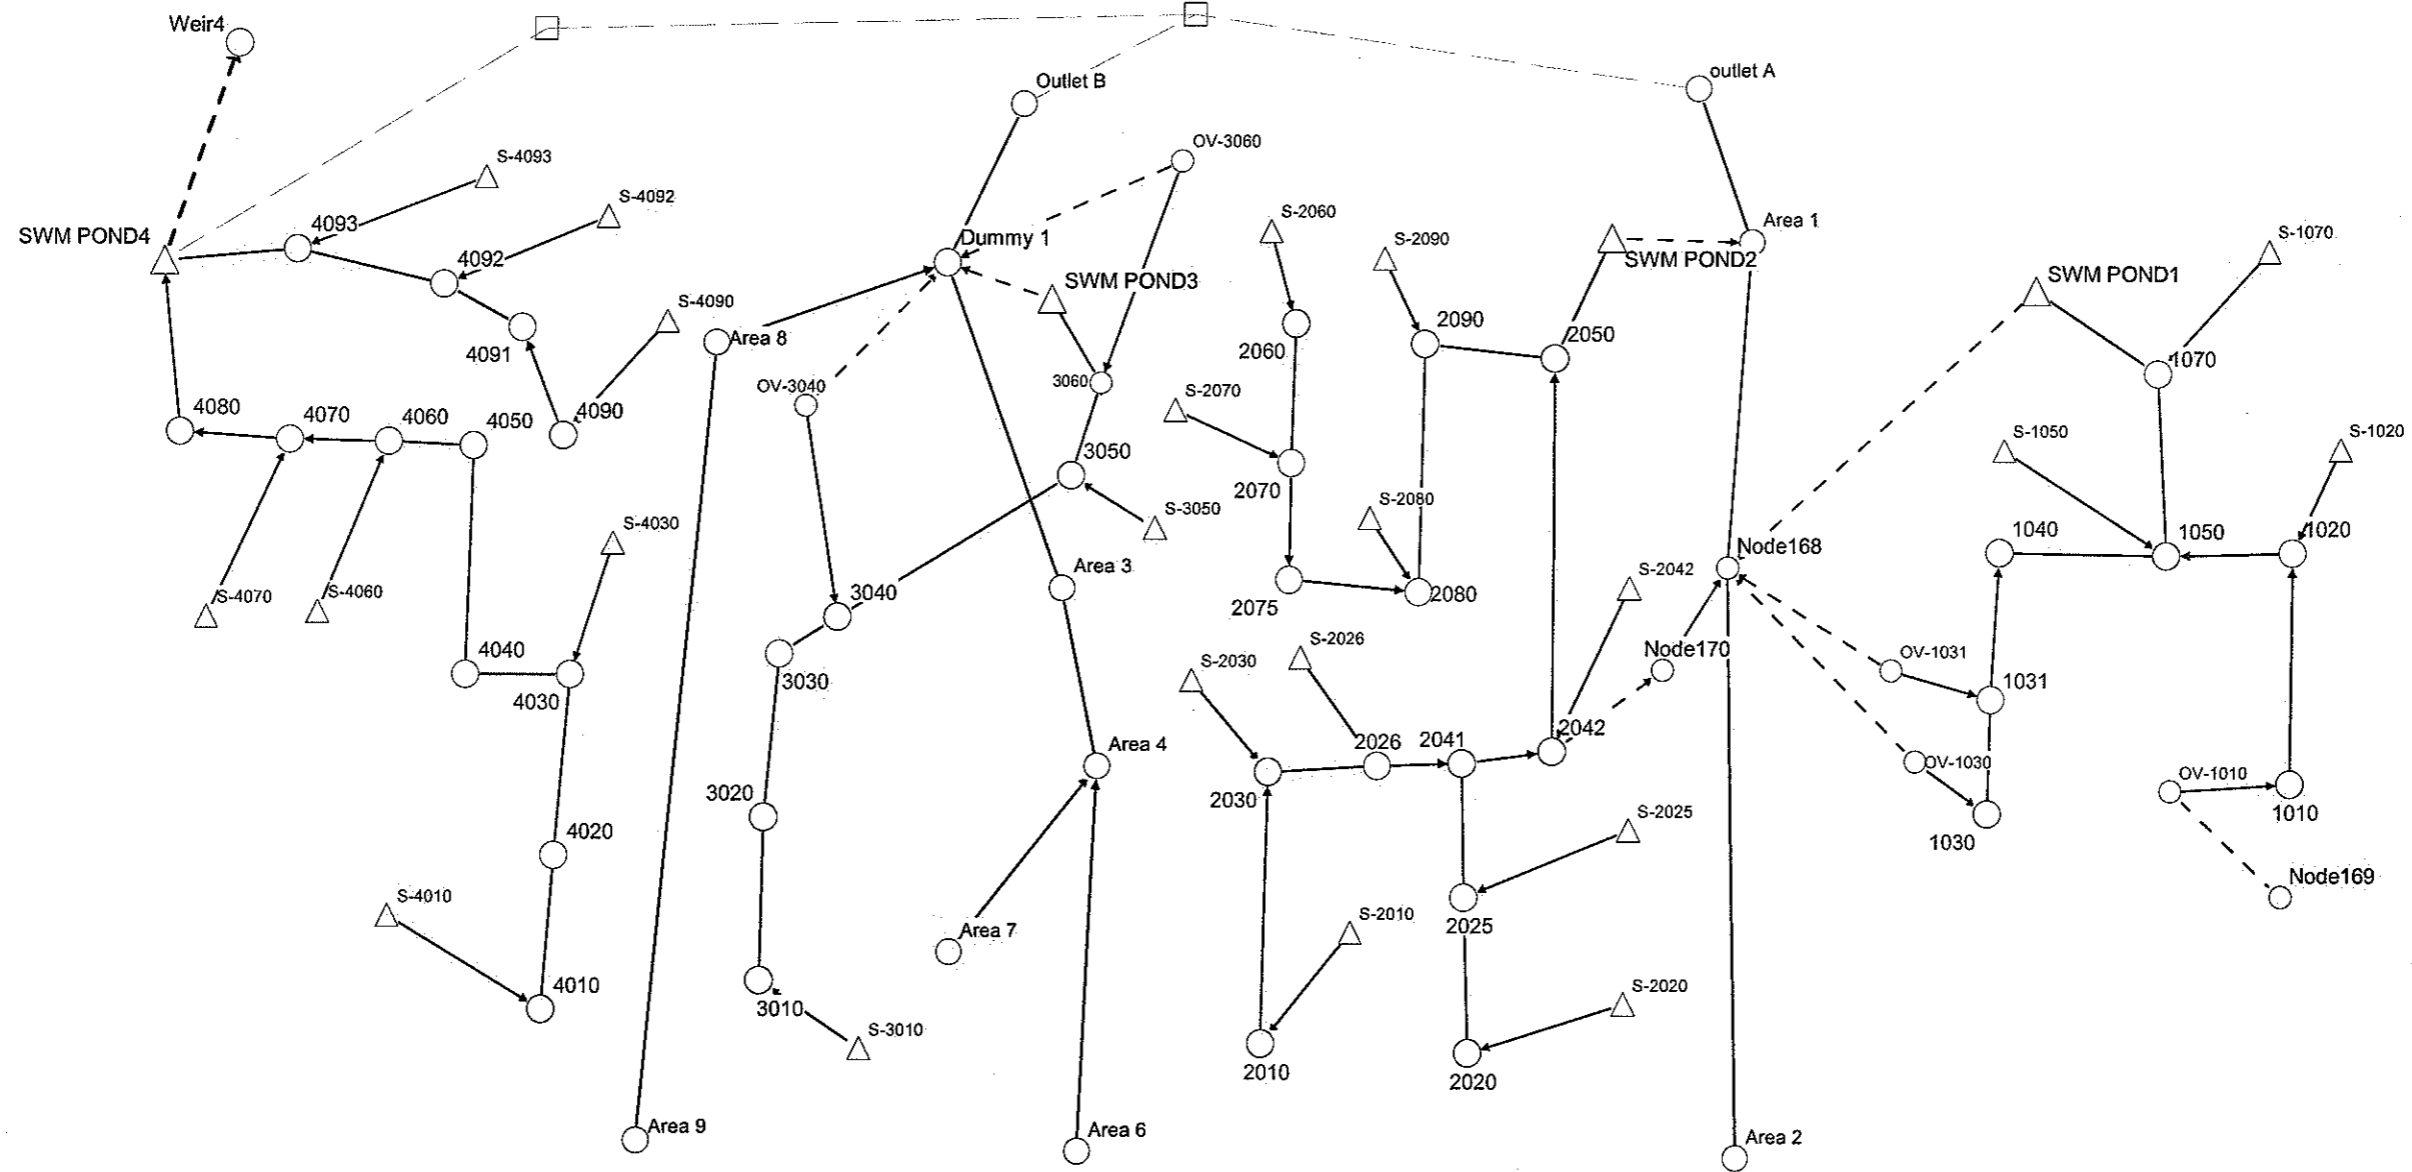 Weir4
outlet A
Outlet B
OV-3060
S-4093
S-4092
4093
SWM POND4
4092
Dummy 1
S-2060
S-2090
Area 1
S-1070
SWM POND2
SWM POND3
SWM POND1
S-4090
4091
Area 8
2060
2090
2050
1070
OV-3040
3060
S-2070
4080
4070
4060
4050
4090
3050
2070
S-1050
S-1020
S-2080
S-3050
S-4030
1040
1050
1020
Node168
Area 3
S-4070
S-4060
3040
2075
2080
S-2042
4040
4030
3030
S-2030
S-2026
Node170
OV-1031
1031
2042
2026
2041
Area 4
OV-1030
OV-1010
3020
2030
1010
S-2025
4020
1030
Node169
S-4010
Area 7
2025
S-2010
4010
3010
S-3010
S-2020
2010
2020
Area 9
Area 6
Area 2